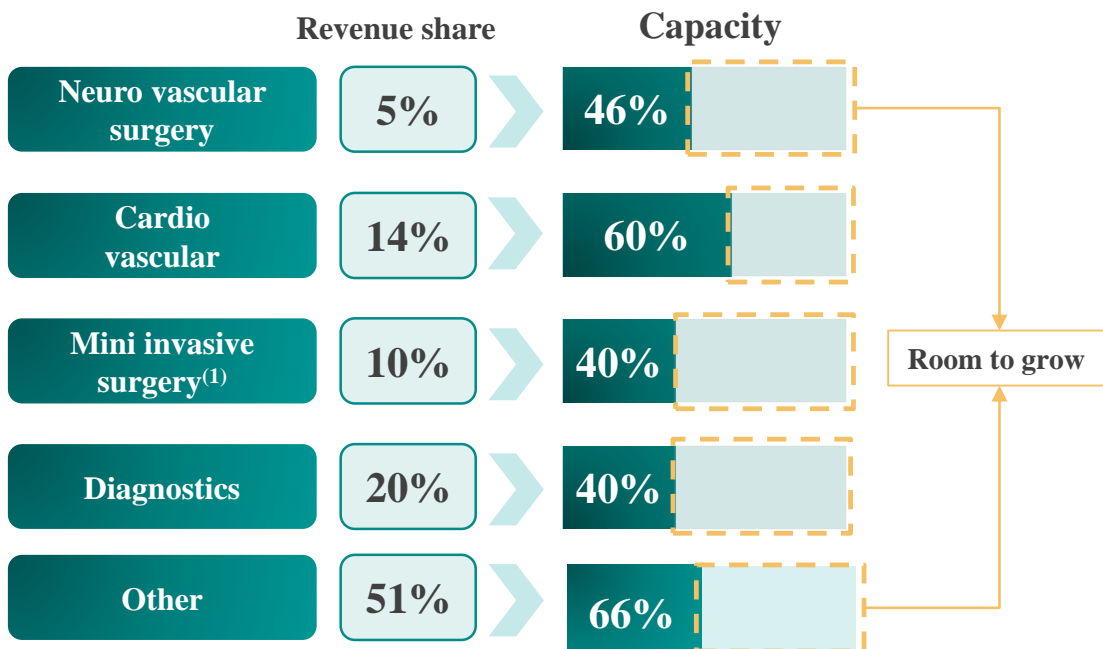 Revenue share
Capacity
Neuro vascular
surgery
5%
46%
Cardio
vascular
14%
60%
Mini invasive
surgery(1)
10%
40%
Room to grow
Diagnostics
20%
40%
Other
51%
66%